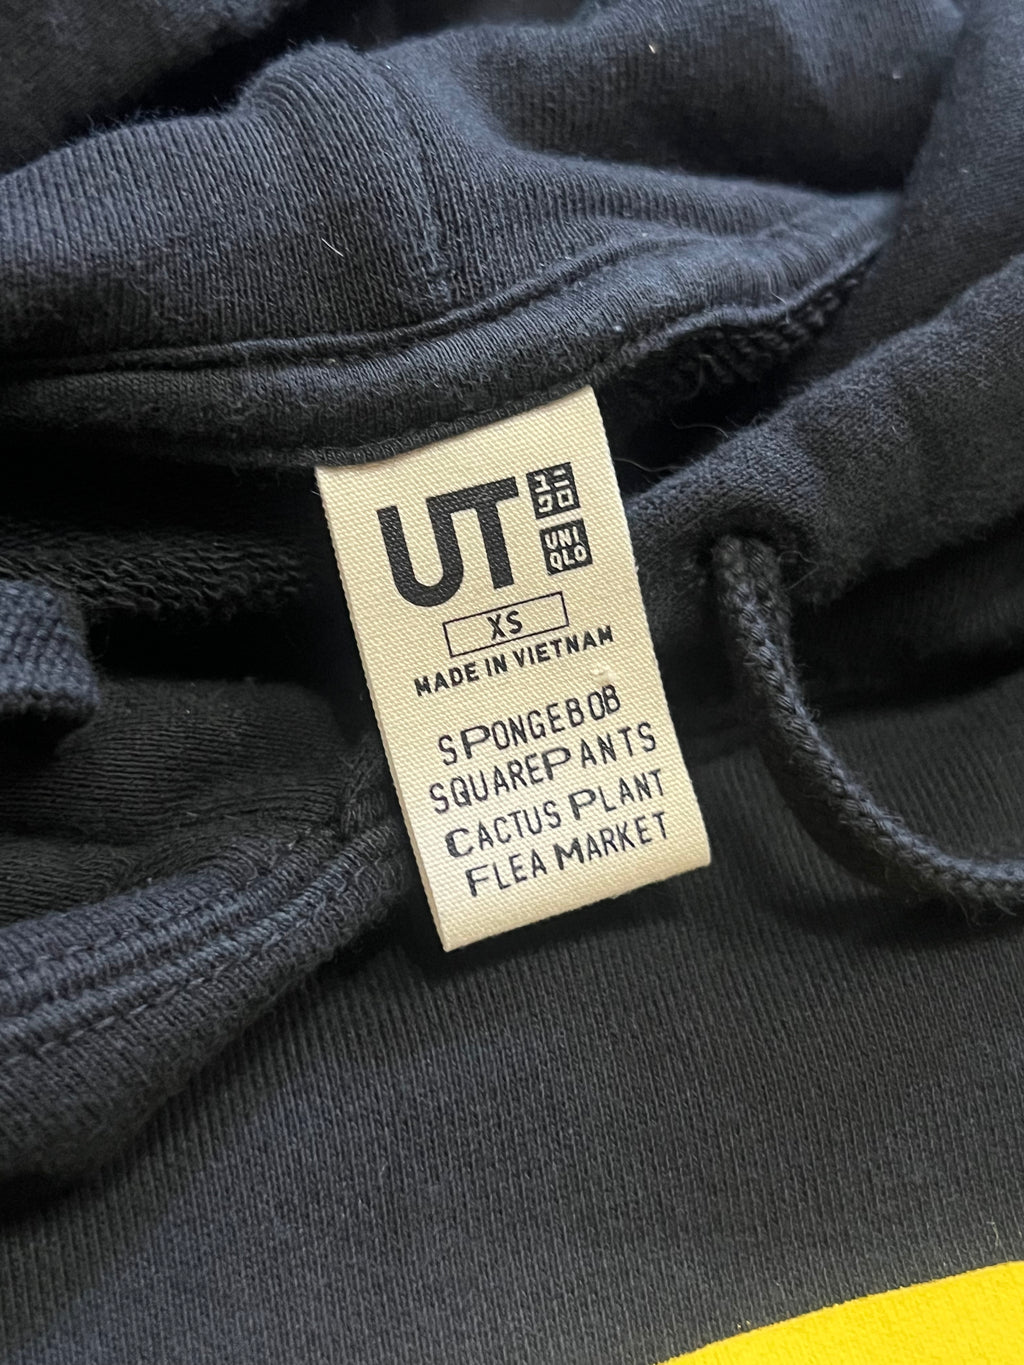 UT ユニ
クロ
UNI
QLO
XS
MADE IN VIETNAM
SPONGEBOB
SQUAREPANTS
CACTUS PLANT
FLEA MARKET